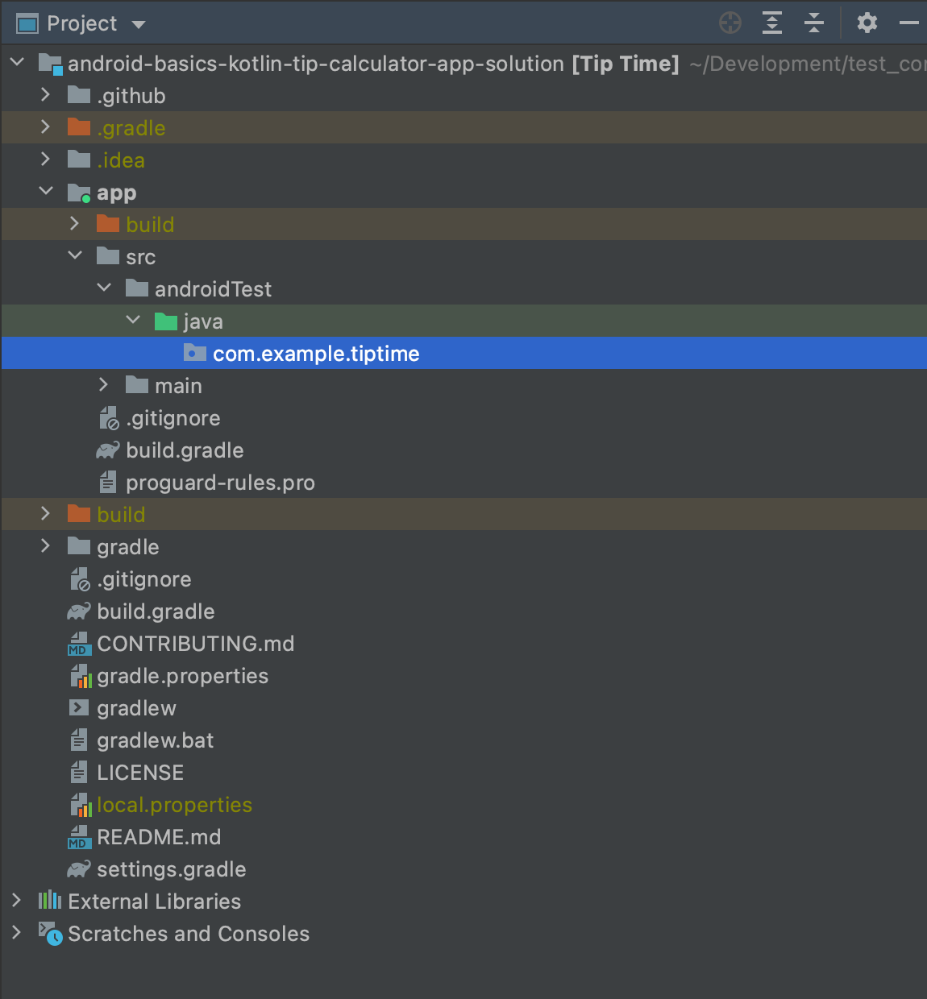 Project
android-basics-kotlin-tip-calculator-app-solution [Tip Time] ~/Development/test_co
.github
.gradle
.idea
app
build
src
androidTest
java
com.example.tiptime
main
.gitignore
build.gradle
proguard-rules.pro
build
gradle
.gitignore
build.gradle
MD CONTRIBUTING.md
gradle.properties
gradlew
gradlew.bat
LICENSE
local.properties
MD README.md
settings.gradle
External Libraries
Scratches and Consoles